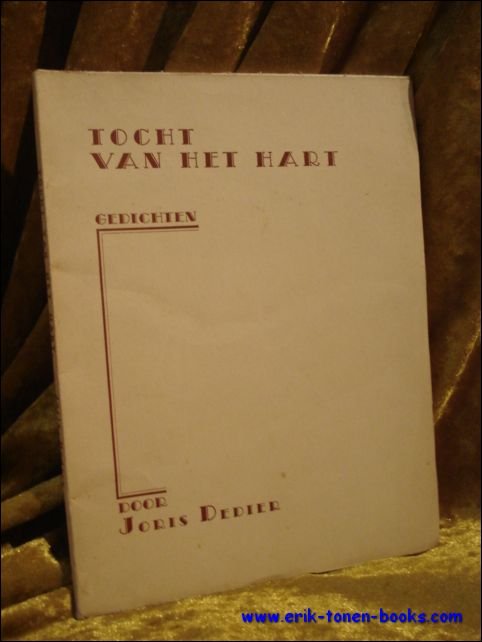 TOCHT
VAN HET HART
GEDICHTEN
DOOR
JORIS DEDIER
www.erik-tonen-books.com